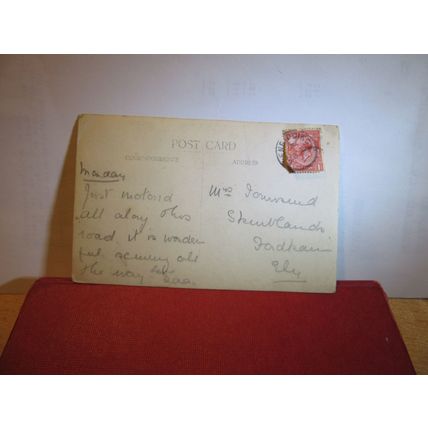 POST CARD
CORRESPONDENCE ADDRESS
Monday
Just motored
all along this
road it is wonder
ful scenery all
the way
Mrs Townsend
Fordham
Ely